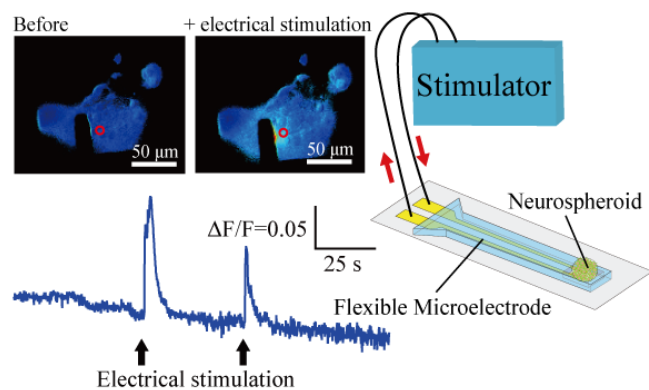 Before
+ electrical stimulation
50 μm
50 μm
Stimulator
Neurospheroid
ΔF/F=0.05
25 s
Flexible Microelectrode
Electrical stimulation